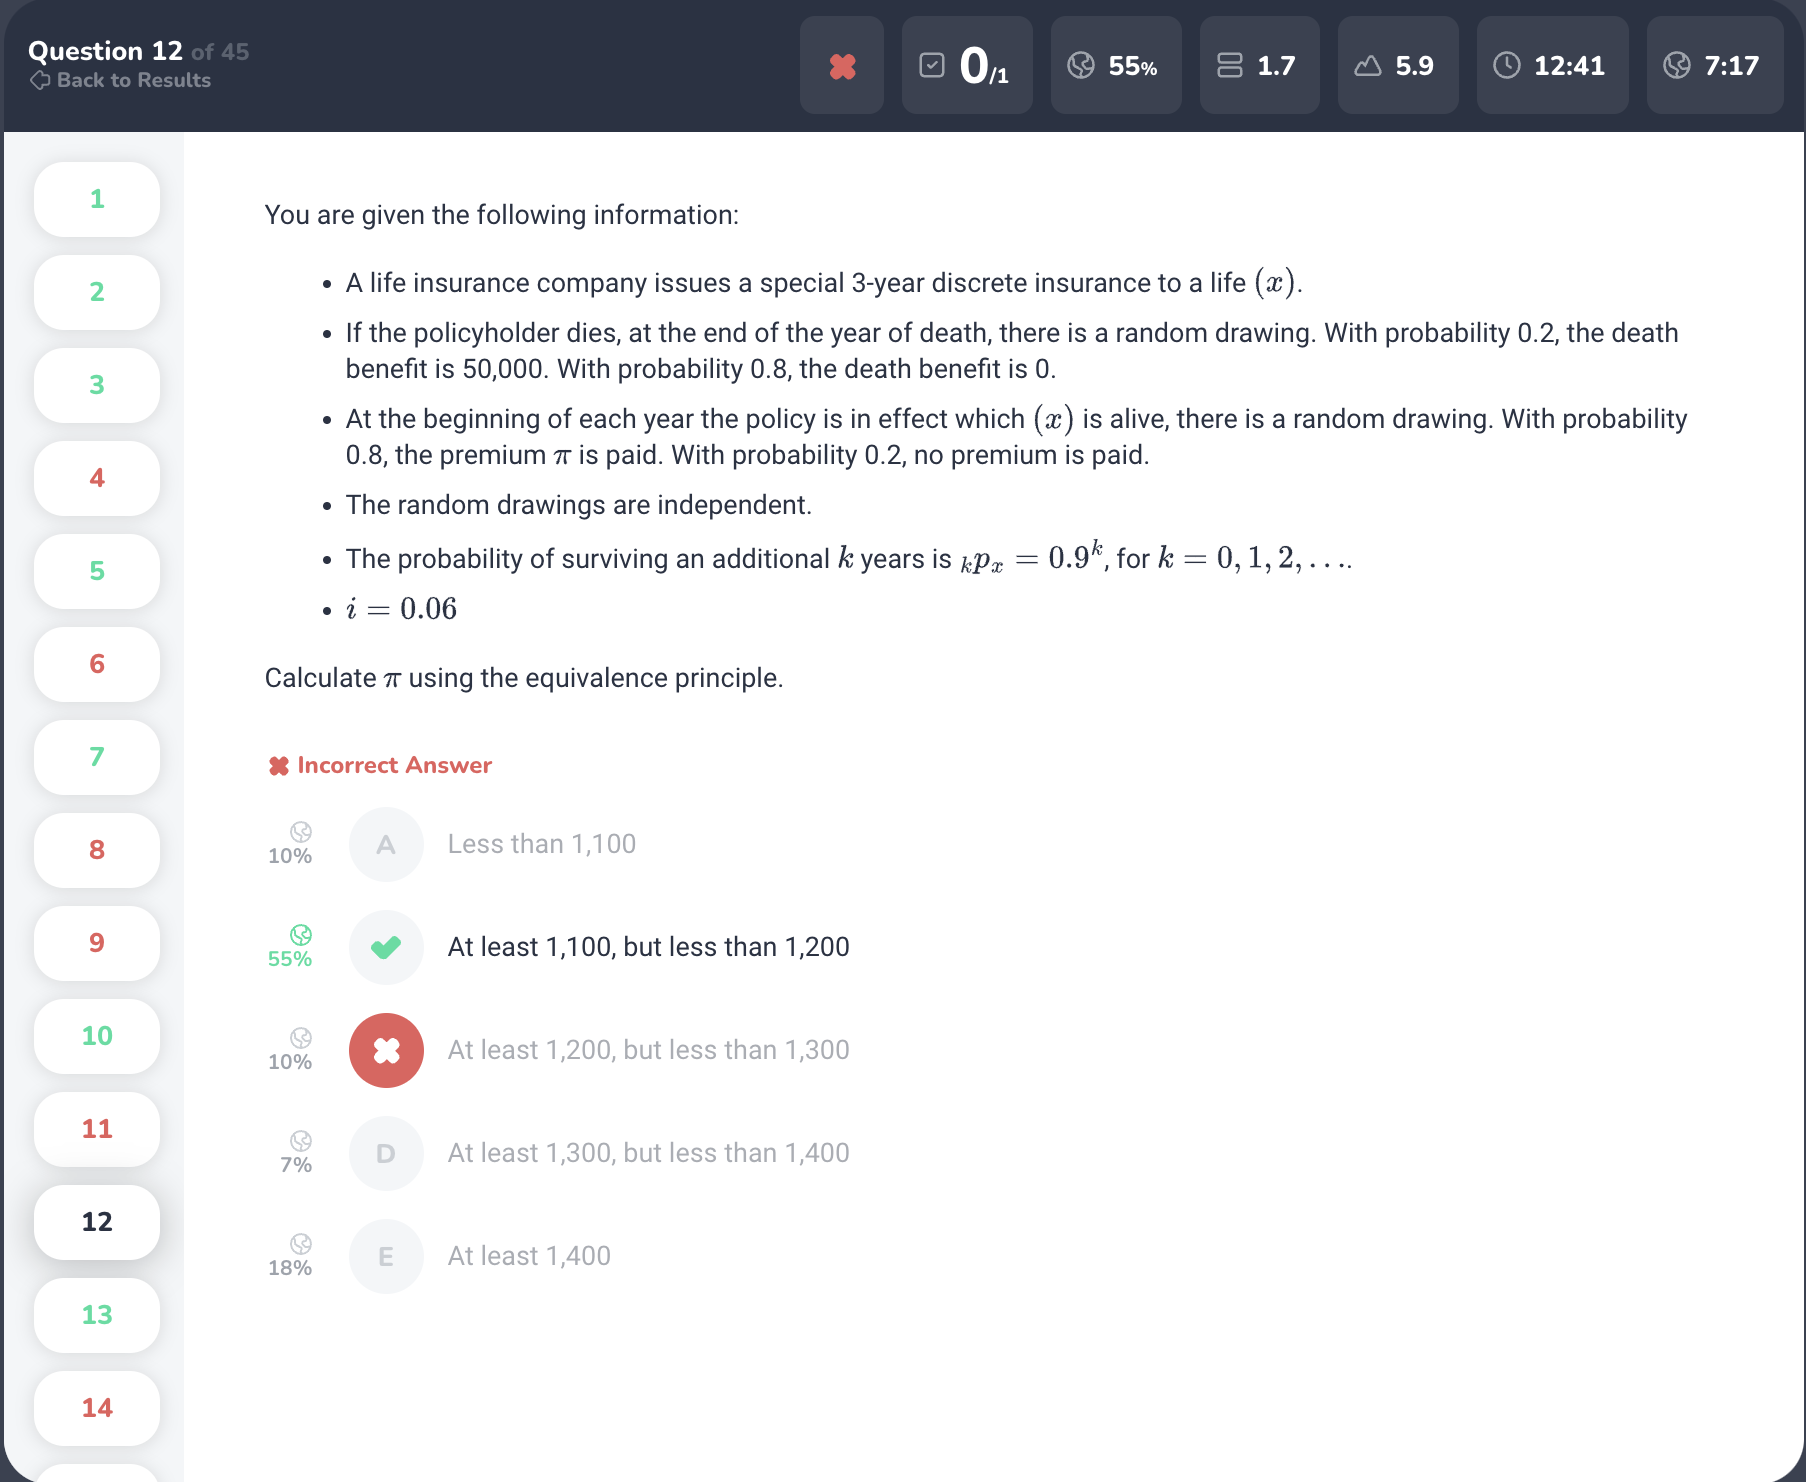 Question 12 of 45
Back to Results
0/1
55%
1.7
5.9
12:41
7:17
1
2
3
4
5
6
7
8
9
10
11
12
13
14
You are given the following information:
• A life insurance company issues a special 3-year discrete insurance to a life (x).
• If the policyholder dies, at the end of the year of death, there is a random drawing. With probability 0.2, the death
benefit is 50,000. With probability 0.8, the death benefit is 0.
• At the beginning of each year the policy is in effect which (x) is alive, there is a random drawing. With probability
0.8, the premium π is paid. With probability 0.2, no premium is paid.
• The random drawings are independent.
• The probability of surviving an additional k years is ₖpₓ = 0.9ᵏ, for k = 0, 1, 2, . . ..
• i = 0.06
Calculate π using the equivalence principle.
Incorrect Answer
10% A Less than 1,100
55% At least 1,100, but less than 1,200
10% At least 1,200, but less than 1,300
7% D At least 1,300, but less than 1,400
18% E At least 1,400